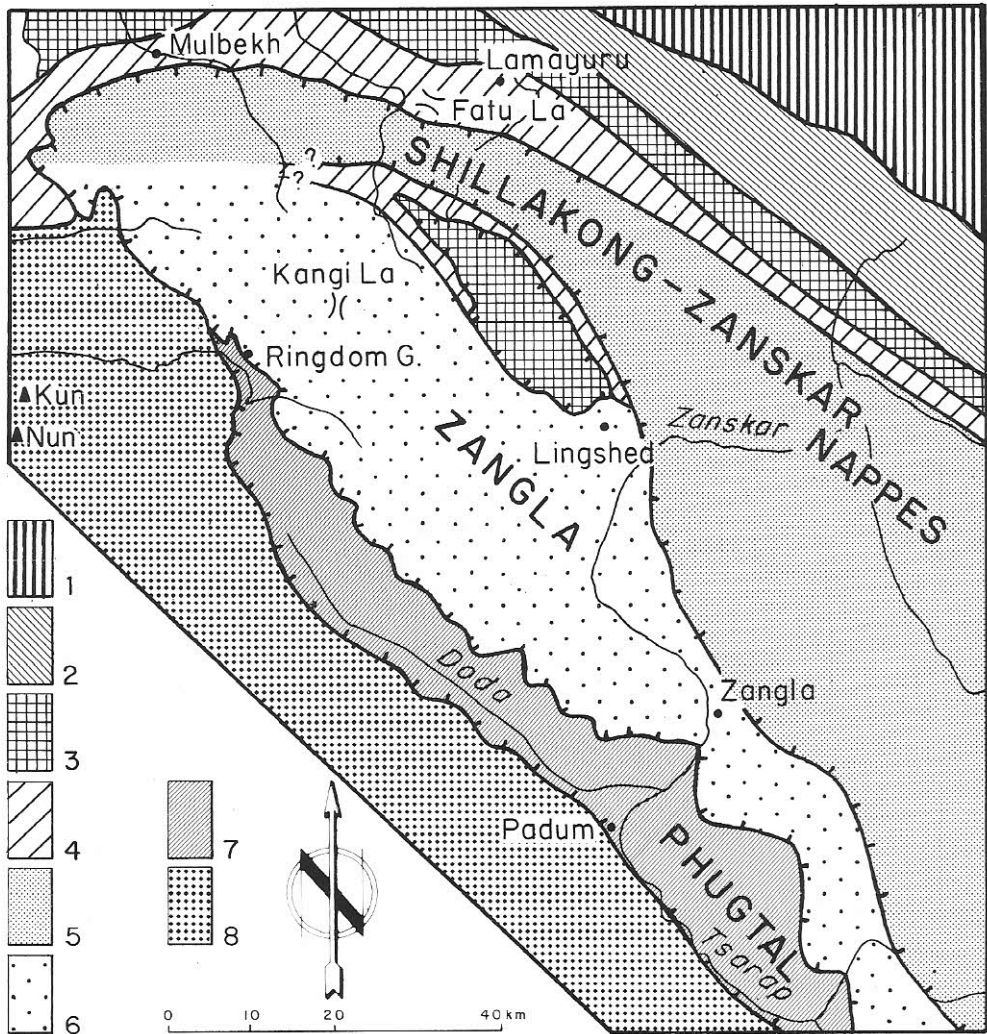 Mulbekh
Lamayuru
Fatu La
SHILLAKONG-ZANSKAR NAPPES
?
?
Kangi La
Ringdom G.
Kun
Nun
ZANGLA
Zanskar
Lingshed
1
2
3
4
5
6
7
8
Doda
Zangla
Padum
PHUGTAL
Tsarap
0 10 20 40 km